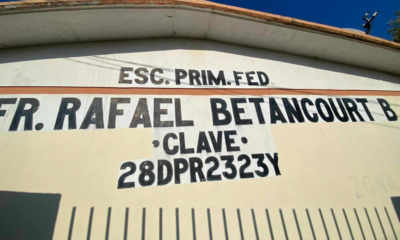 ESC. PRIM. FED
FR. RAFAEL BETANCOURT B
·CLAVE·
28DPR2323Y